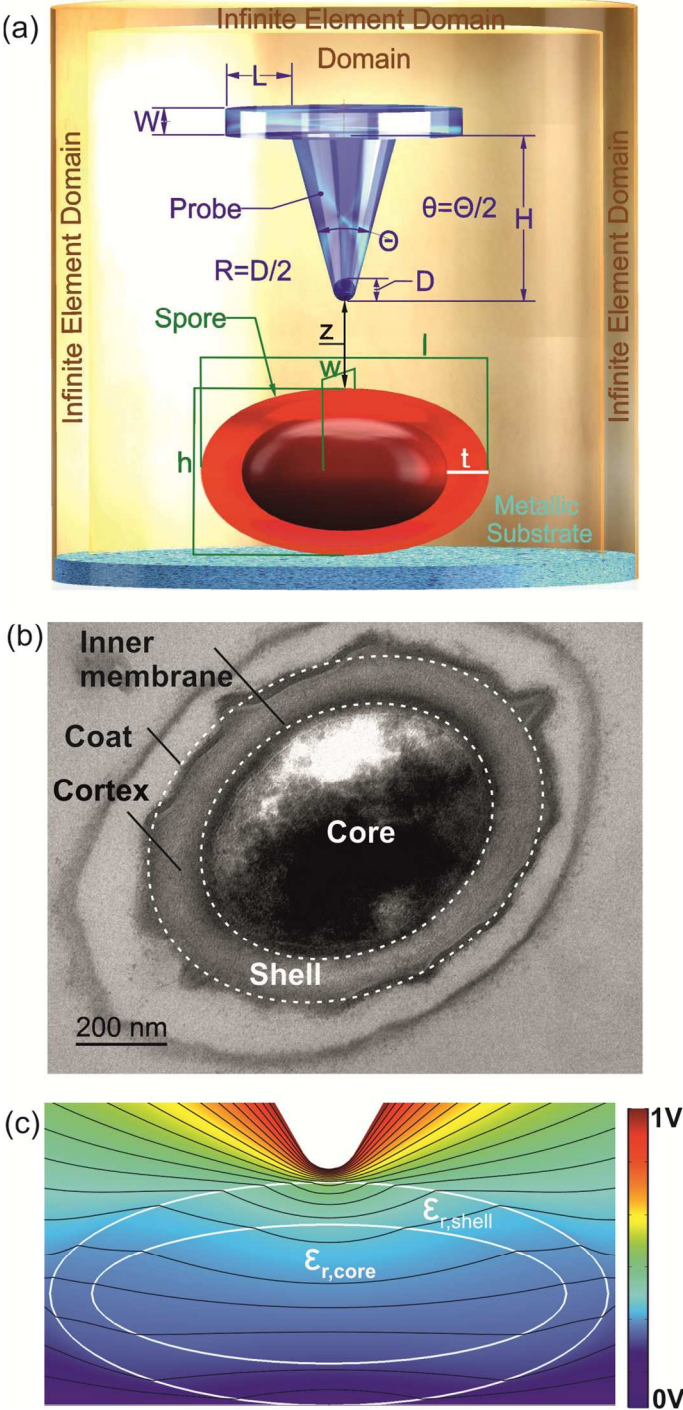 (a)
Infinite Element Domain
Domain
L
W
Infinite Element Domain
Infinite Element Domain
Probe
θ=Θ/2
H
Θ
R=D/2
D
Spore
z
l
w
h
t
Metallic
Substrate
(b)
Inner
membrane
Coat
Cortex
Core
Shell
200 nm
(c)
1V
εr,shell
εr,core
0V